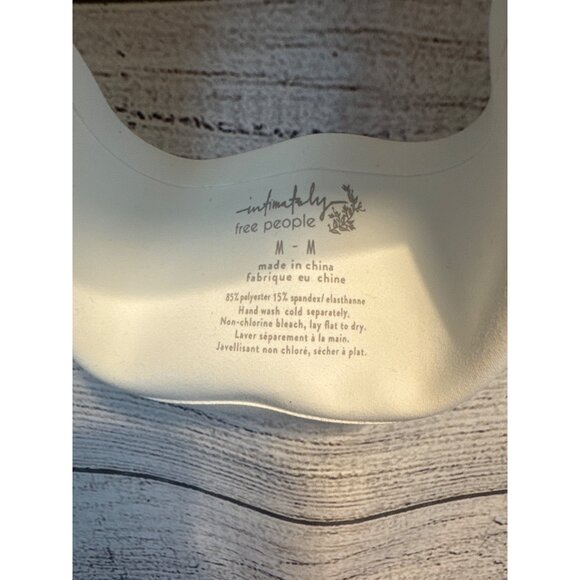 intimately
free people
M - M
made in china
fabrique eu chine
85% polyester 15% spandex/ elasthanne
Hand wash cold separately.
Non-chlorine bleach, lay flat to dry.
Laver séparement à la main.
Javellisant non chloré, sécher à plat.